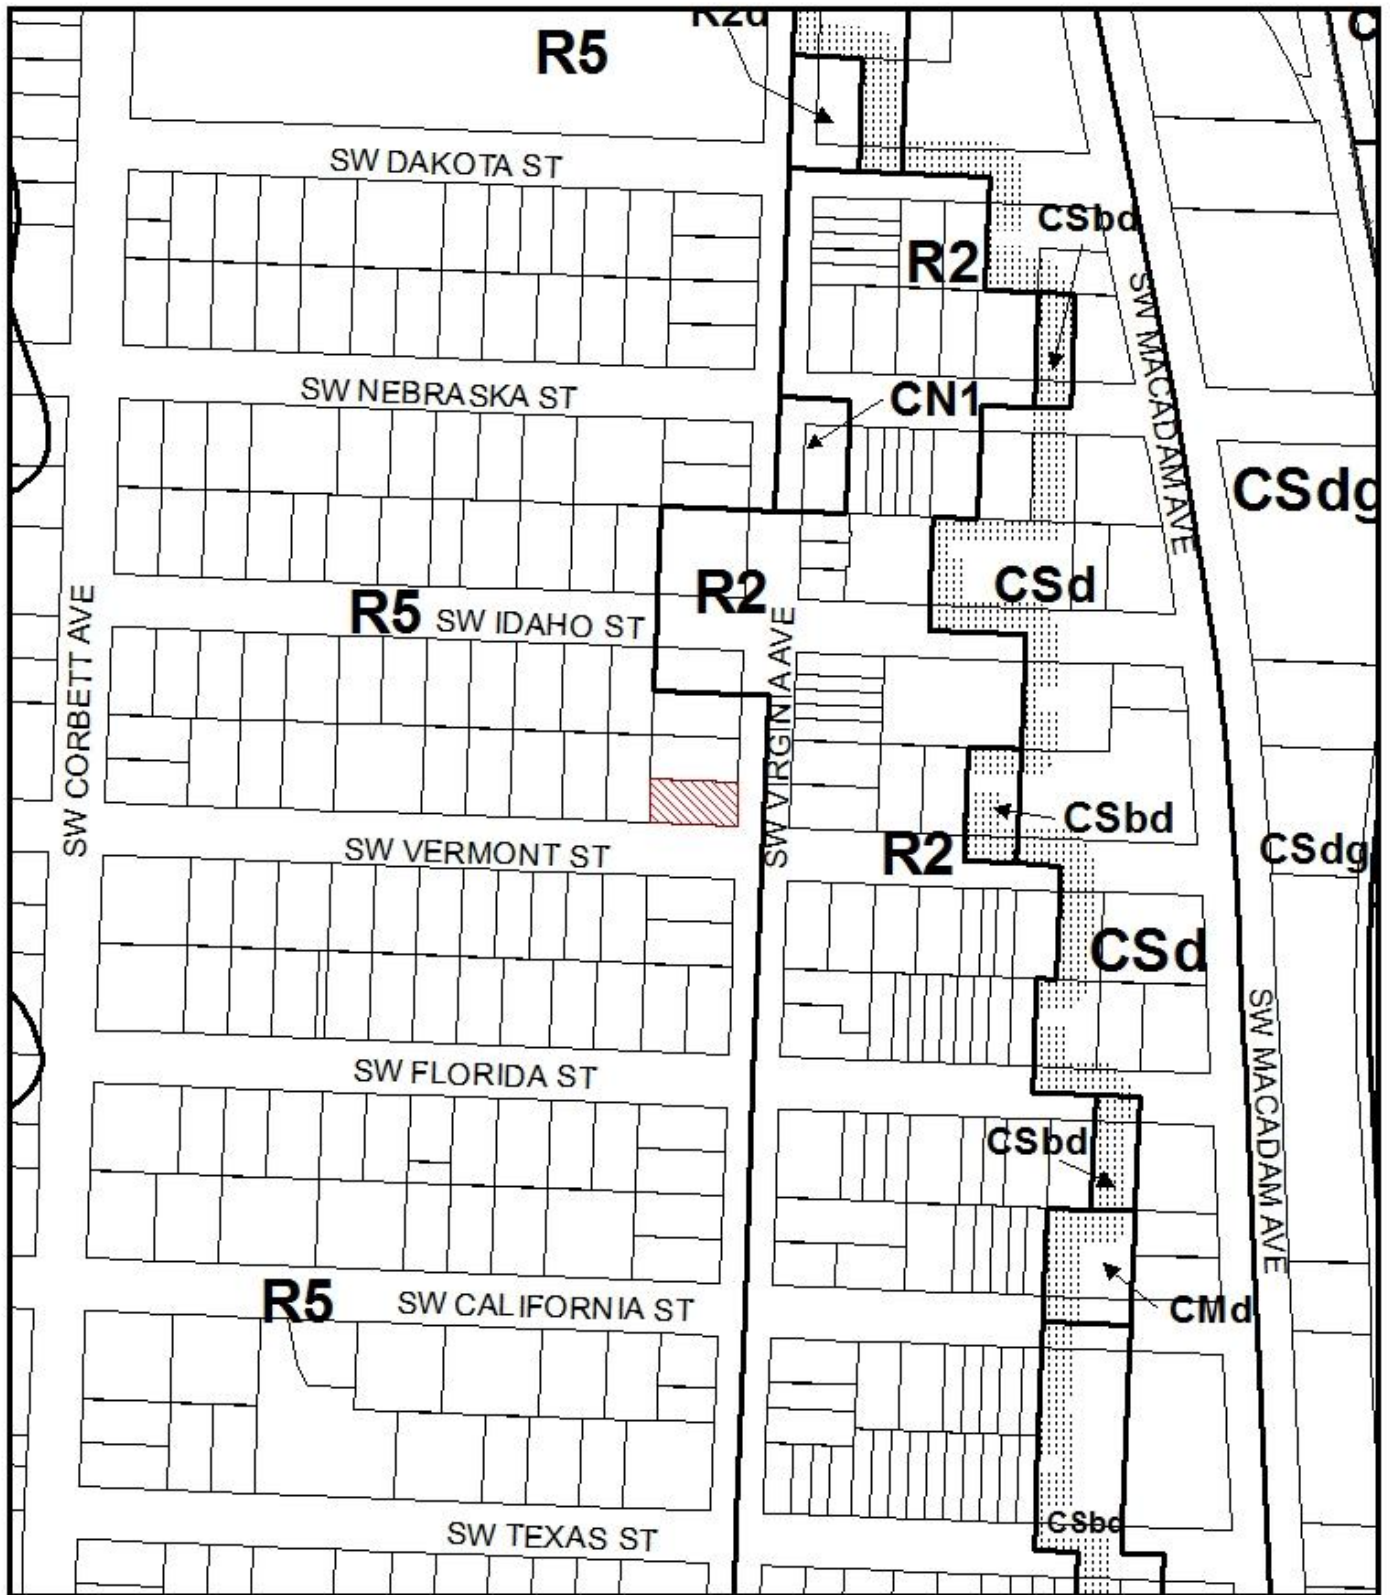 R2d
R5
SW DAKOTA ST
CSbd
R2
SW MACADAM AVE
SW NEBRASKA ST
CN1
CSdg
R2
CSd
R5
SW IDAHO ST
SW CORBETT AVE
SW VIRGINIA AVE
CSbd
SW VERMONT ST
R2
CSdg
CSd
SW FLORIDA ST
SW MACADAM AVE
CSbd
R5
SW CALIFORNIA ST
CMd
CSbd
SW TEXAS ST